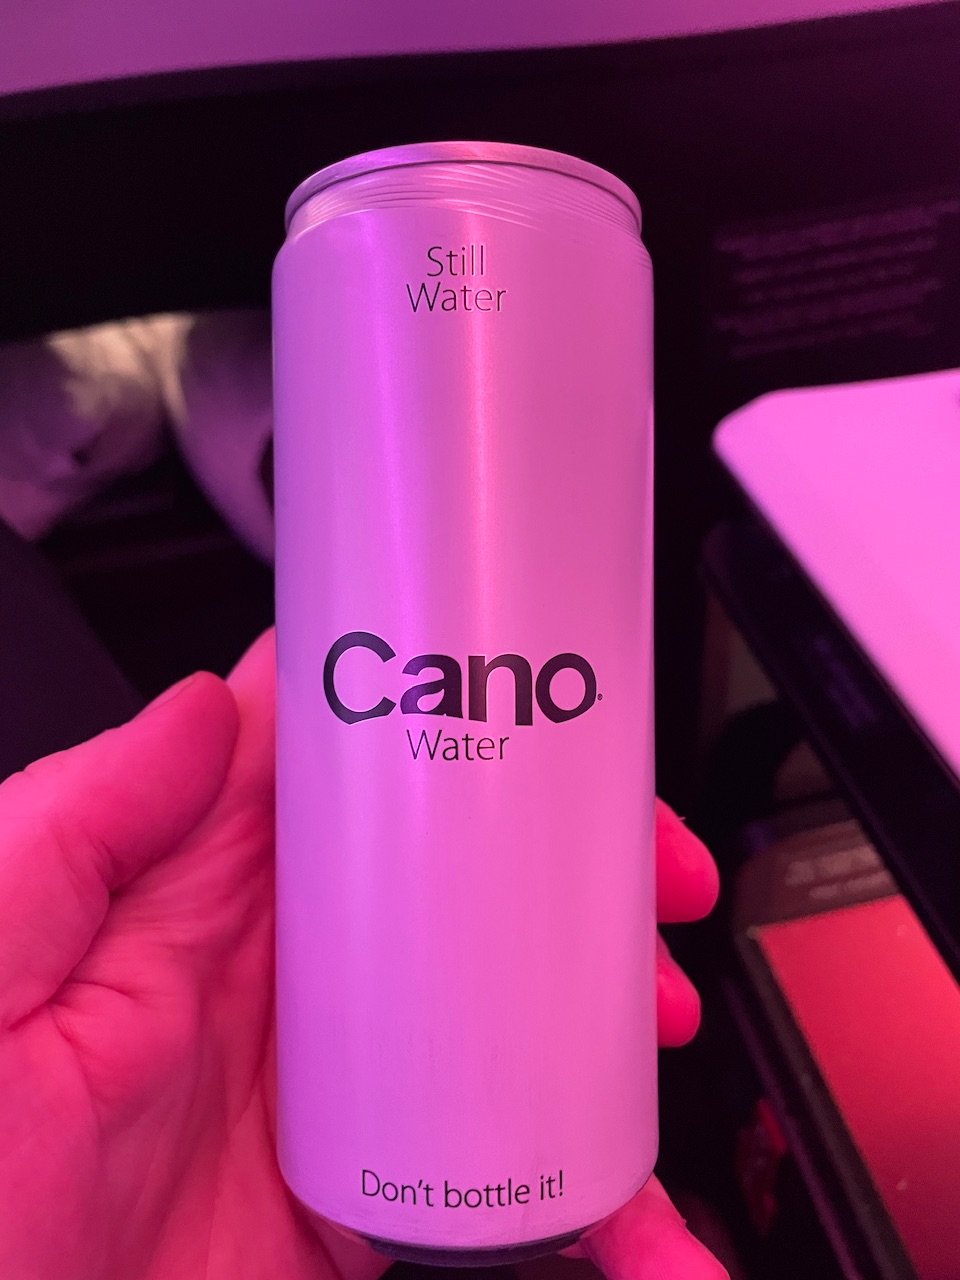 Still
Water
Cano®
Water
Don't bottle it!